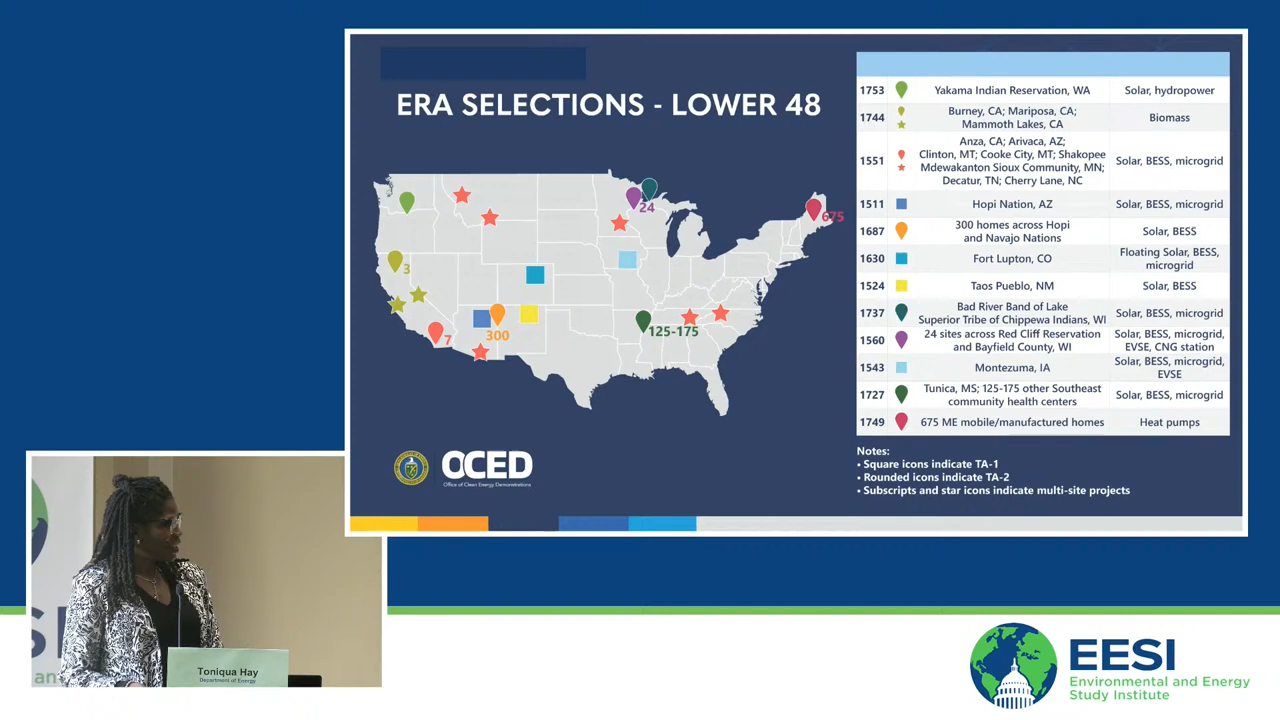 ERA SELECTIONS - LOWER 48
1753 Yakama Indian Reservation, WA Solar, hydropower
1744 Burney, CA; Mariposa, CA;
Mammoth Lakes, CA Biomass
1551 Anza, CA; Arivaca, AZ;
Clinton, MT; Cooke City, MT; Shakopee
Mdewakanton Sioux Community, MN;
Decatur, TN; Cherry Lane, NC Solar, BESS, microgrid
1511 Hopi Nation, AZ Solar, BESS, microgrid
1687 300 homes across Hopi
and Navajo Nations Solar, BESS
1630 Fort Lupton, CO Floating Solar, BESS,
microgrid
1524 Taos Pueblo, NM Solar, BESS
1737 Bad River Band of Lake
Superior Tribe of Chippewa Indians, WI Solar, BESS, microgrid
1560 24 sites across Red Cliff Reservation
and Bayfield County, WI Solar, BESS, microgrid,
EVSE, CNG station
1543 Montezuma, IA Solar, BESS, microgrid,
EVSE
1727 Tunica, MS; 125-175 other Southeast
community health centers Solar, BESS, microgrid
1749 675 ME mobile/manufactured homes Heat pumps
24
675
3
7
300
125-175
Notes:
• Square icons indicate TA-1
• Rounded icons indicate TA-2
• Subscripts and star icons indicate multi-site projects
OCED
Office of Clean Energy Demonstrations
Toniqua Hay
Department of Energy
EESI
Environmental and Energy
Study Institute